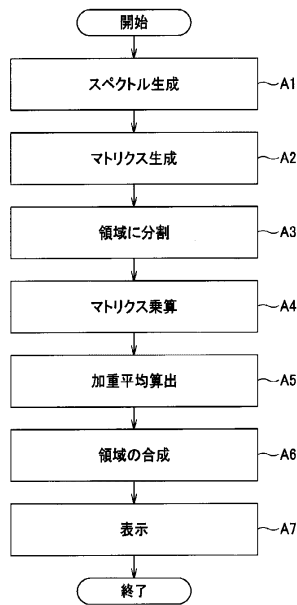 開始
スペクトル生成 A1
マトリクス生成 A2
領域に分割 A3
マトリクス乗算 A4
加重平均算出 A5
領域の合成 A6
表示 A7
終了